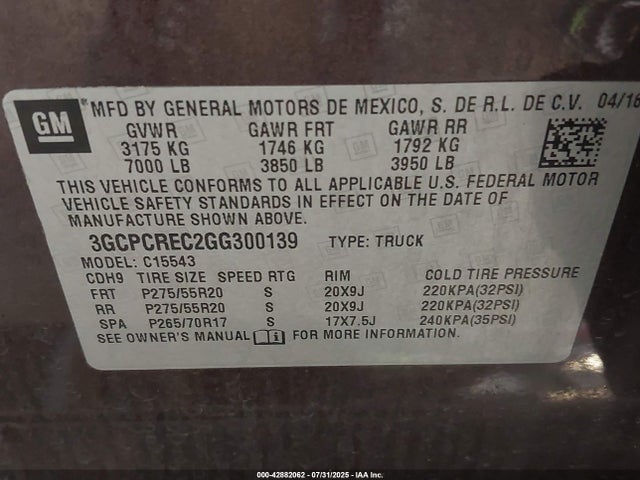 GM
® MFD BY GENERAL MOTORS DE MEXICO, S. DE R.L. DE C.V. 04/16
GVWR GAWR FRT GAWR RR
3175 KG 1746 KG 1792 KG
7000 LB 3850 LB 3950 LB
THIS VEHICLE CONFORMS TO ALL APPLICABLE U.S. FEDERAL MOTOR
VEHICLE SAFETY STANDARDS IN EFFECT ON THE DATE OF
MANUFACTURE SHOWN ABOVE.
3GCPCREC2GG300139 TYPE: TRUCK
MODEL: C15543
CDH9 TIRE SIZE SPEED RTG RIM COLD TIRE PRESSURE
FRT P275/55R20 S 20X9J 220KPA(32PSI)
RR P275/55R20 S 20X9J 220KPA(32PSI)
SPA P265/70R17 S 17X7.5J 240KPA(35PSI)
SEE OWNER'S MANUAL FOR MORE INFORMATION.
000-42882062 - 07/31/2025 - IAA Inc.